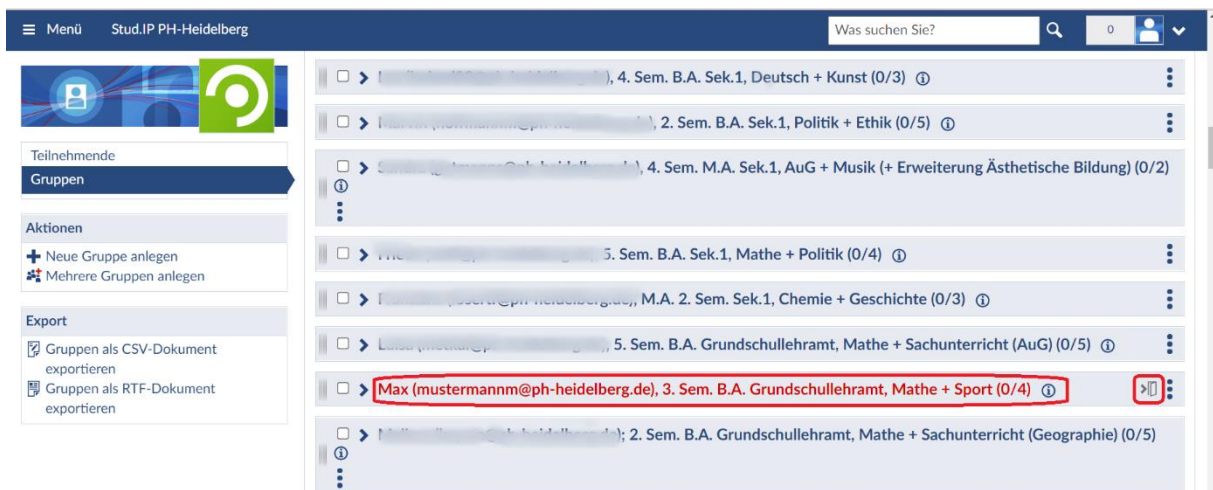 Menü Stud.IP PH-Heidelberg Was suchen Sie? 0
Teilnehmende
Gruppen
Aktionen
Neue Gruppe anlegen
Mehrere Gruppen anlegen
Export
Gruppen als CSV-Dokument
exportieren
Gruppen als RTF-Dokument
exportieren
), 4. Sem. B.A. Sek.1, Deutsch + Kunst (0/3)
), 2. Sem. B.A. Sek.1, Politik + Ethik (0/5)
), 4. Sem. M.A. Sek.1, AuG + Musik (+ Erweiterung Ästhetische Bildung) (0/2)
5. Sem. B.A. Sek.1, Mathe + Politik (0/4)
M.A. 2. Sem. Sek.1, Chemie + Geschichte (0/3)
, 5. Sem. B.A. Grundschullehramt, Mathe + Sachunterricht (AuG) (0/5)
Max (mustermannm@ph-heidelberg.de), 3. Sem. B.A. Grundschullehramt, Mathe + Sport (0/4)
); 2. Sem. B.A. Grundschullehramt, Mathe + Sachunterricht (Geographie) (0/5)